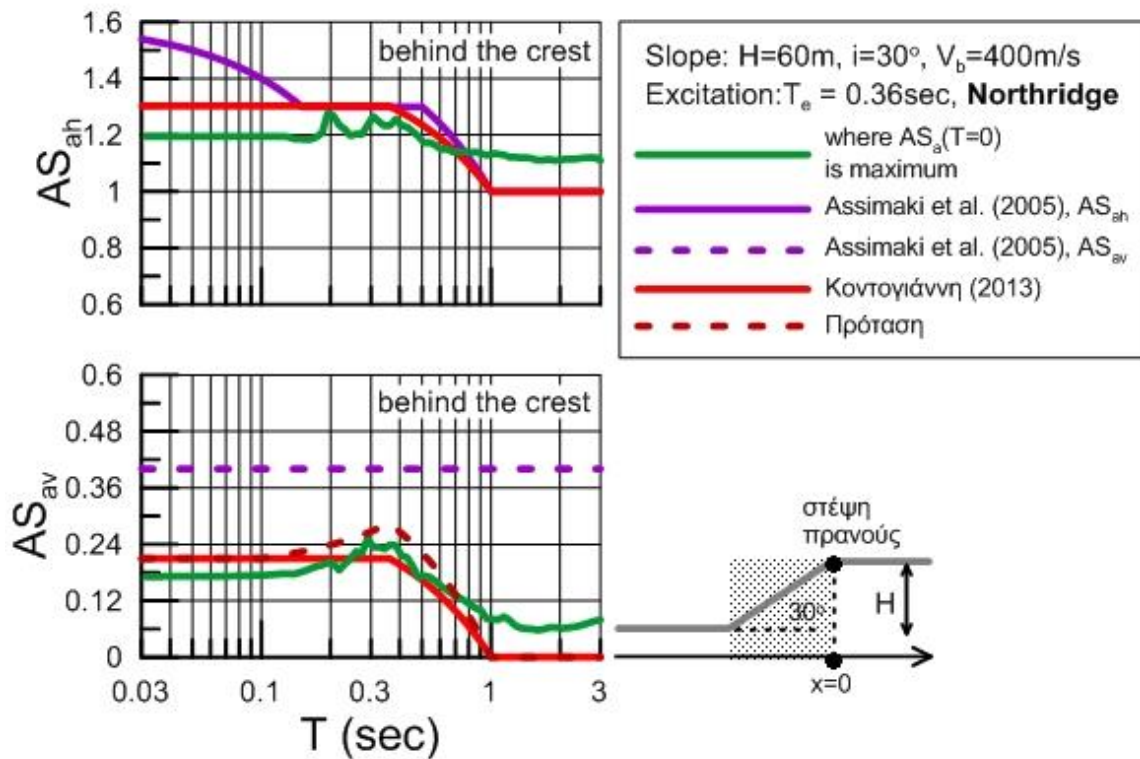 1.6
1.4
1.2
1
0.8
0.6
AS_ah
behind the crest
Slope: H=60m, i=30°, V_b=400m/s
Excitation:T_e = 0.36sec, Northridge
where AS_a(T=0)
is maximum
Assimaki et al. (2005), AS_ah
Assimaki et al. (2005), AS_av
Κοντογιάννη (2013)
Πρόταση
0.6
0.48
0.36
0.24
0.12
0
AS_av
behind the crest
0.03 0.1 0.3 1 3
T (sec)
στέψη
πρανούς
30°
H
x=0